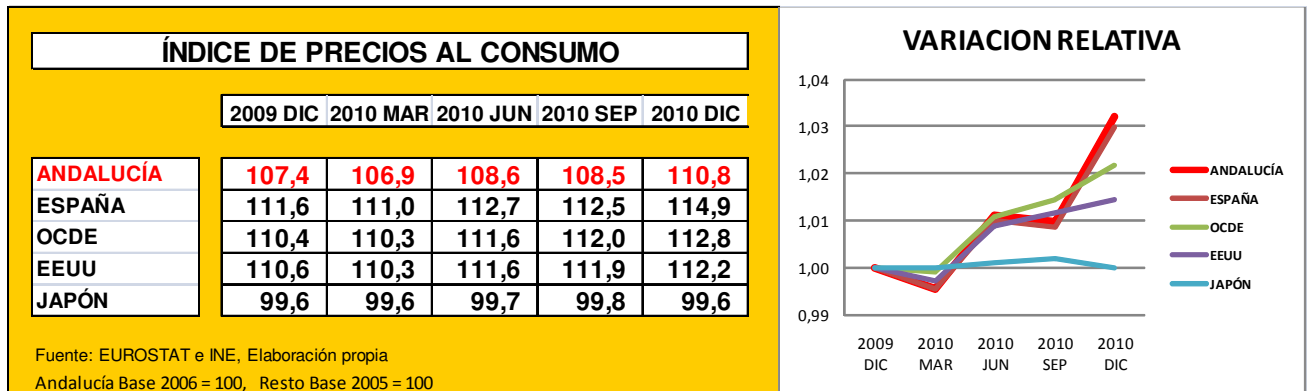 ÍNDICE DE PRECIOS AL CONSUMO
2009 DIC 2010 MAR 2010 JUN 2010 SEP 2010 DIC
ANDALUCÍA 107,4 106,9 108,6 108,5 110,8
ESPAÑA 111,6 111,0 112,7 112,5 114,9
OCDE 110,4 110,3 111,6 112,0 112,8
EEUU 110,6 110,3 111,6 111,9 112,2
JAPÓN 99,6 99,6 99,7 99,8 99,6
Fuente: EUROSTAT e INE, Elaboración propia
Andalucía Base 2006 = 100, Resto Base 2005 = 100
VARIACION RELATIVA
1,04
1,03
1,02
1,01
1,00
0,99
2009 2010 2010 2010 2010
DIC MAR JUN SEP DIC
ANDALUCÍA
ESPAÑA
OCDE
EEUU
JAPÓN